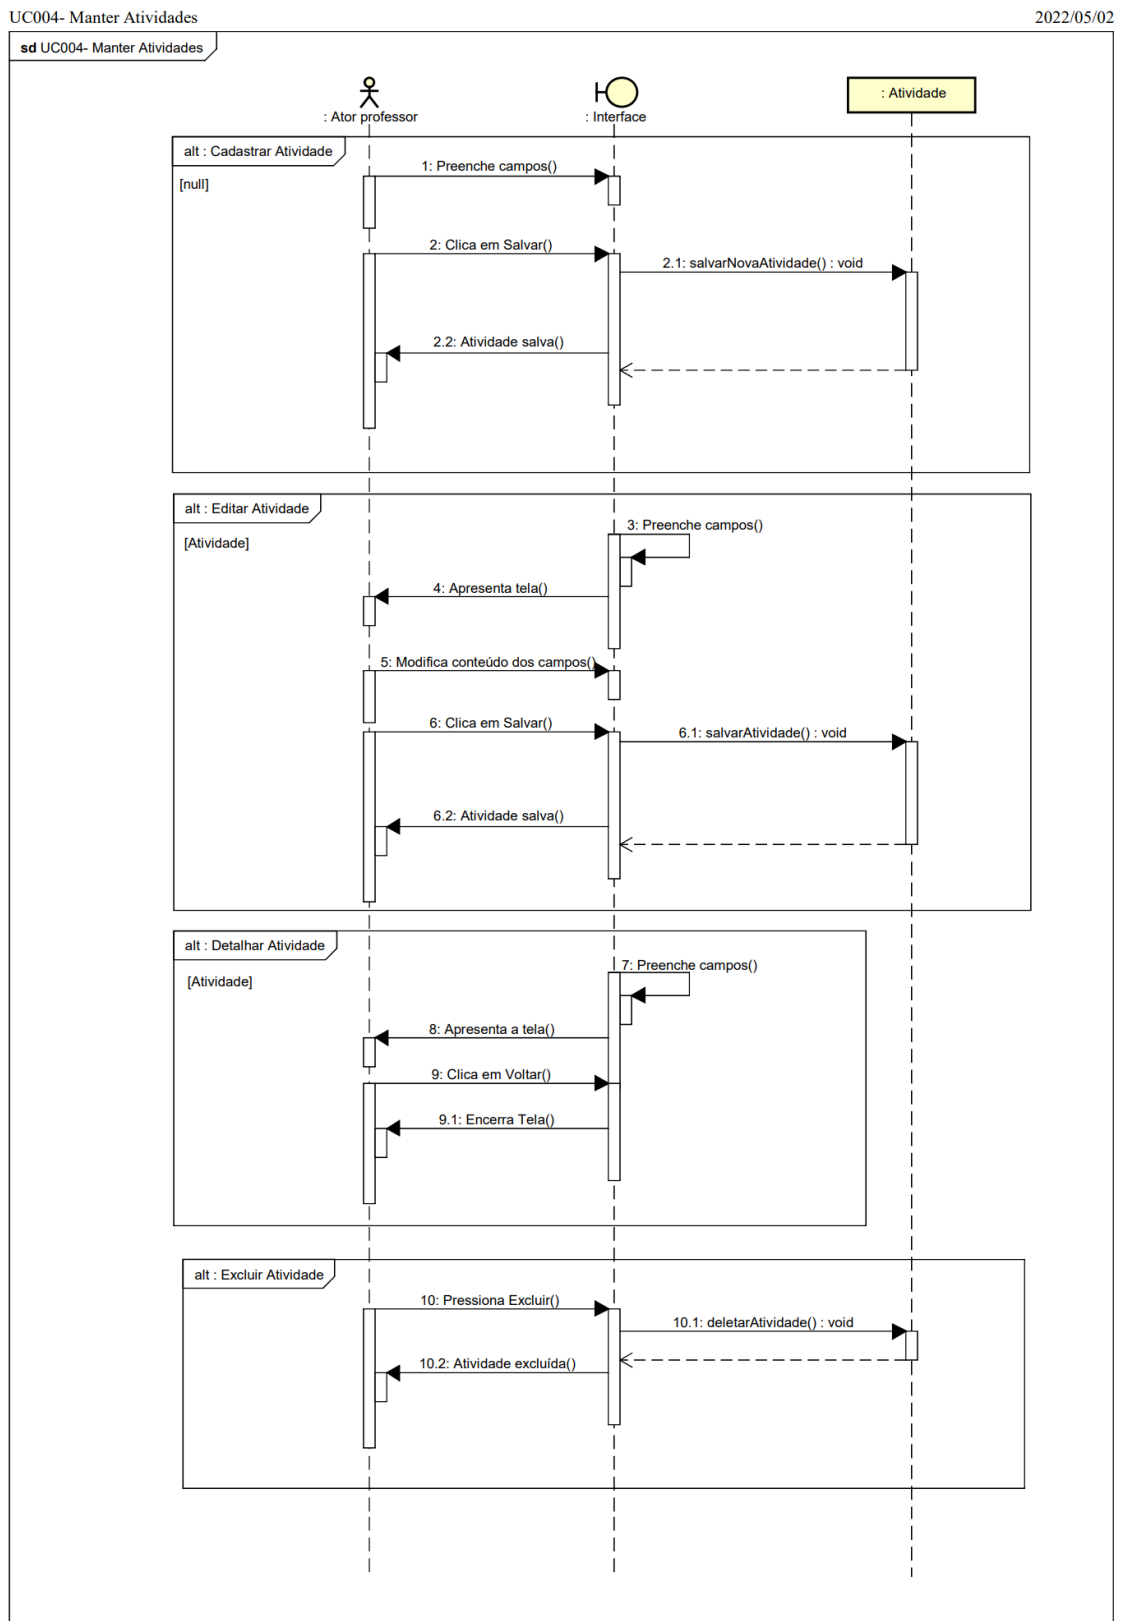 UC004- Manter Atividades 2022/05/02
sd UC004- Manter Atividades
: Ator professor : Interface : Atividade
alt : Cadastrar Atividade
[null]
1: Preenche campos()
2: Clica em Salvar()
2.1: salvarNovaAtividade() : void
2.2: Atividade salva()
alt : Editar Atividade
[Atividade]
3: Preenche campos()
4: Apresenta tela()
5: Modifica conteúdo dos campos()
6: Clica em Salvar()
6.1: salvarAtividade() : void
6.2: Atividade salva()
alt : Detalhar Atividade
[Atividade]
7: Preenche campos()
8: Apresenta a tela()
9: Clica em Voltar()
9.1: Encerra Tela()
alt : Excluir Atividade
10: Pressiona Excluir()
10.1: deletarAtividade() : void
10.2: Atividade excluída()